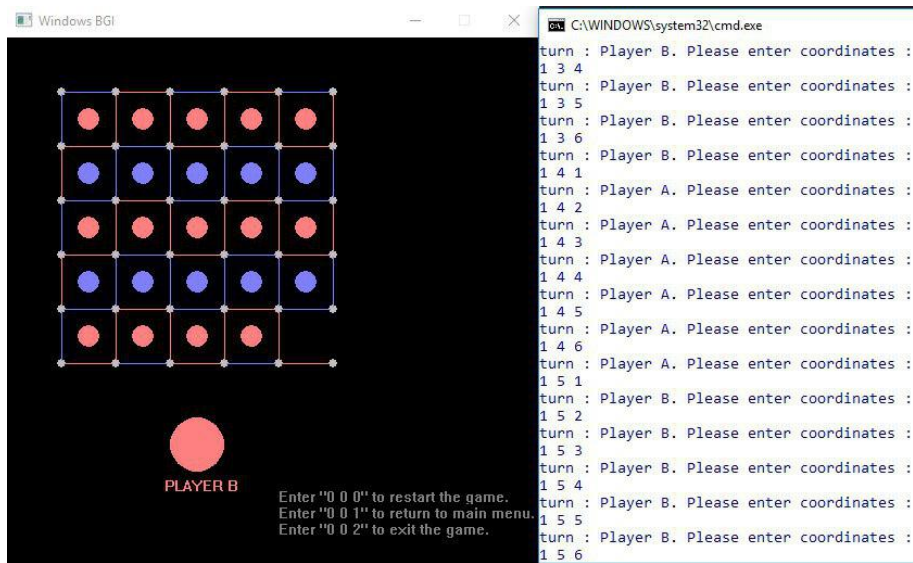 Windows BGI
PLAYER B
Enter "0 0 0" to restart the game.
Enter "0 0 1" to return to main menu.
Enter "0 0 2" to exit the game.
C:\WINDOWS\system32\cmd.exe
turn : Player B. Please enter coordinates :
1 3 4
turn : Player B. Please enter coordinates :
1 3 5
turn : Player B. Please enter coordinates :
1 3 6
turn : Player B. Please enter coordinates :
1 4 1
turn : Player A. Please enter coordinates :
1 4 2
turn : Player A. Please enter coordinates :
1 4 3
turn : Player A. Please enter coordinates :
1 4 4
turn : Player A. Please enter coordinates :
1 4 5
turn : Player A. Please enter coordinates :
1 4 6
turn : Player A. Please enter coordinates :
1 5 1
turn : Player B. Please enter coordinates :
1 5 2
turn : Player B. Please enter coordinates :
1 5 3
turn : Player B. Please enter coordinates :
1 5 4
turn : Player B. Please enter coordinates :
1 5 5
turn : Player B. Please enter coordinates :
1 5 6